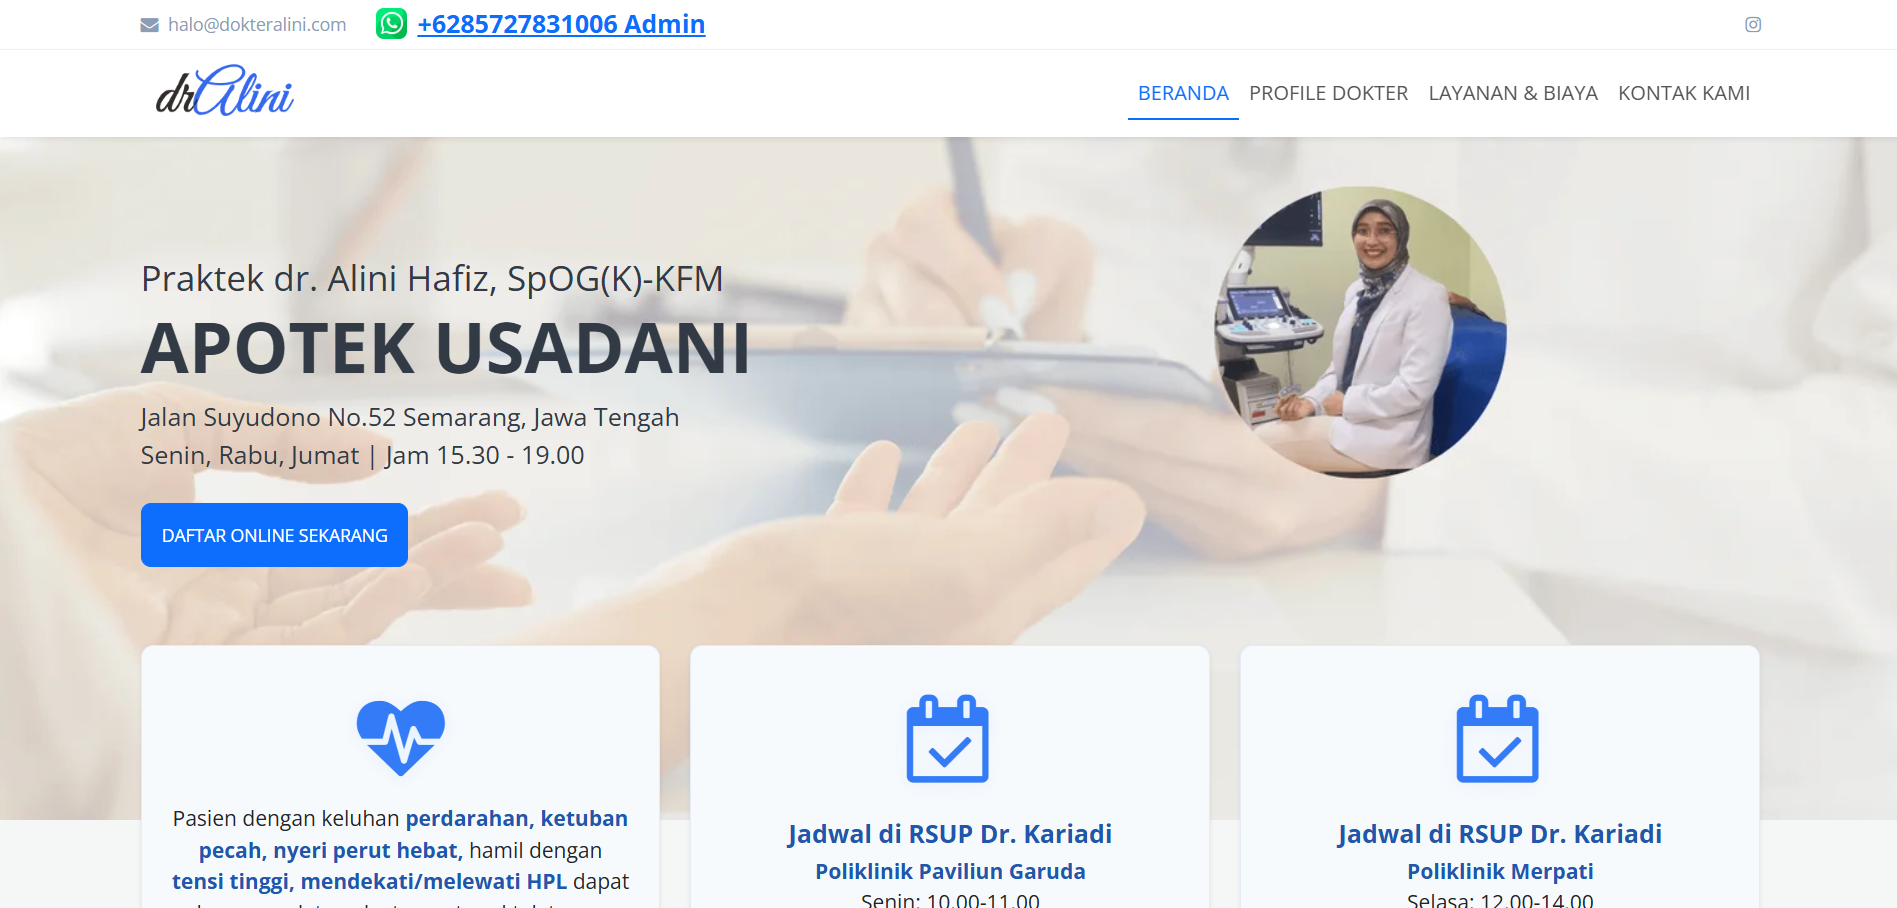 halo@dokteralini.com
+6285727831006 Admin
drAlini
BERANDA
PROFILE DOKTER
LAYANAN & BIAYA
KONTAK KAMI
Praktek dr. Alini Hafiz, SpOG(K)-KFM
APOTEK USADANI
Jalan Suyudono No.52 Semarang, Jawa Tengah
Senin, Rabu, Jumat | Jam 15.30 - 19.00
DAFTAR ONLINE SEKARANG
Pasien dengan keluhan perdarahan, ketuban
pecah, nyeri perut hebat, hamil dengan
tensi tinggi, mendekati/melewati HPL dapat
Jadwal di RSUP Dr. Kariadi
Poliklinik Paviliun Garuda
Senin: 10.00-11.00
Jadwal di RSUP Dr. Kariadi
Poliklinik Merpati
Selasa: 12.00-14.00